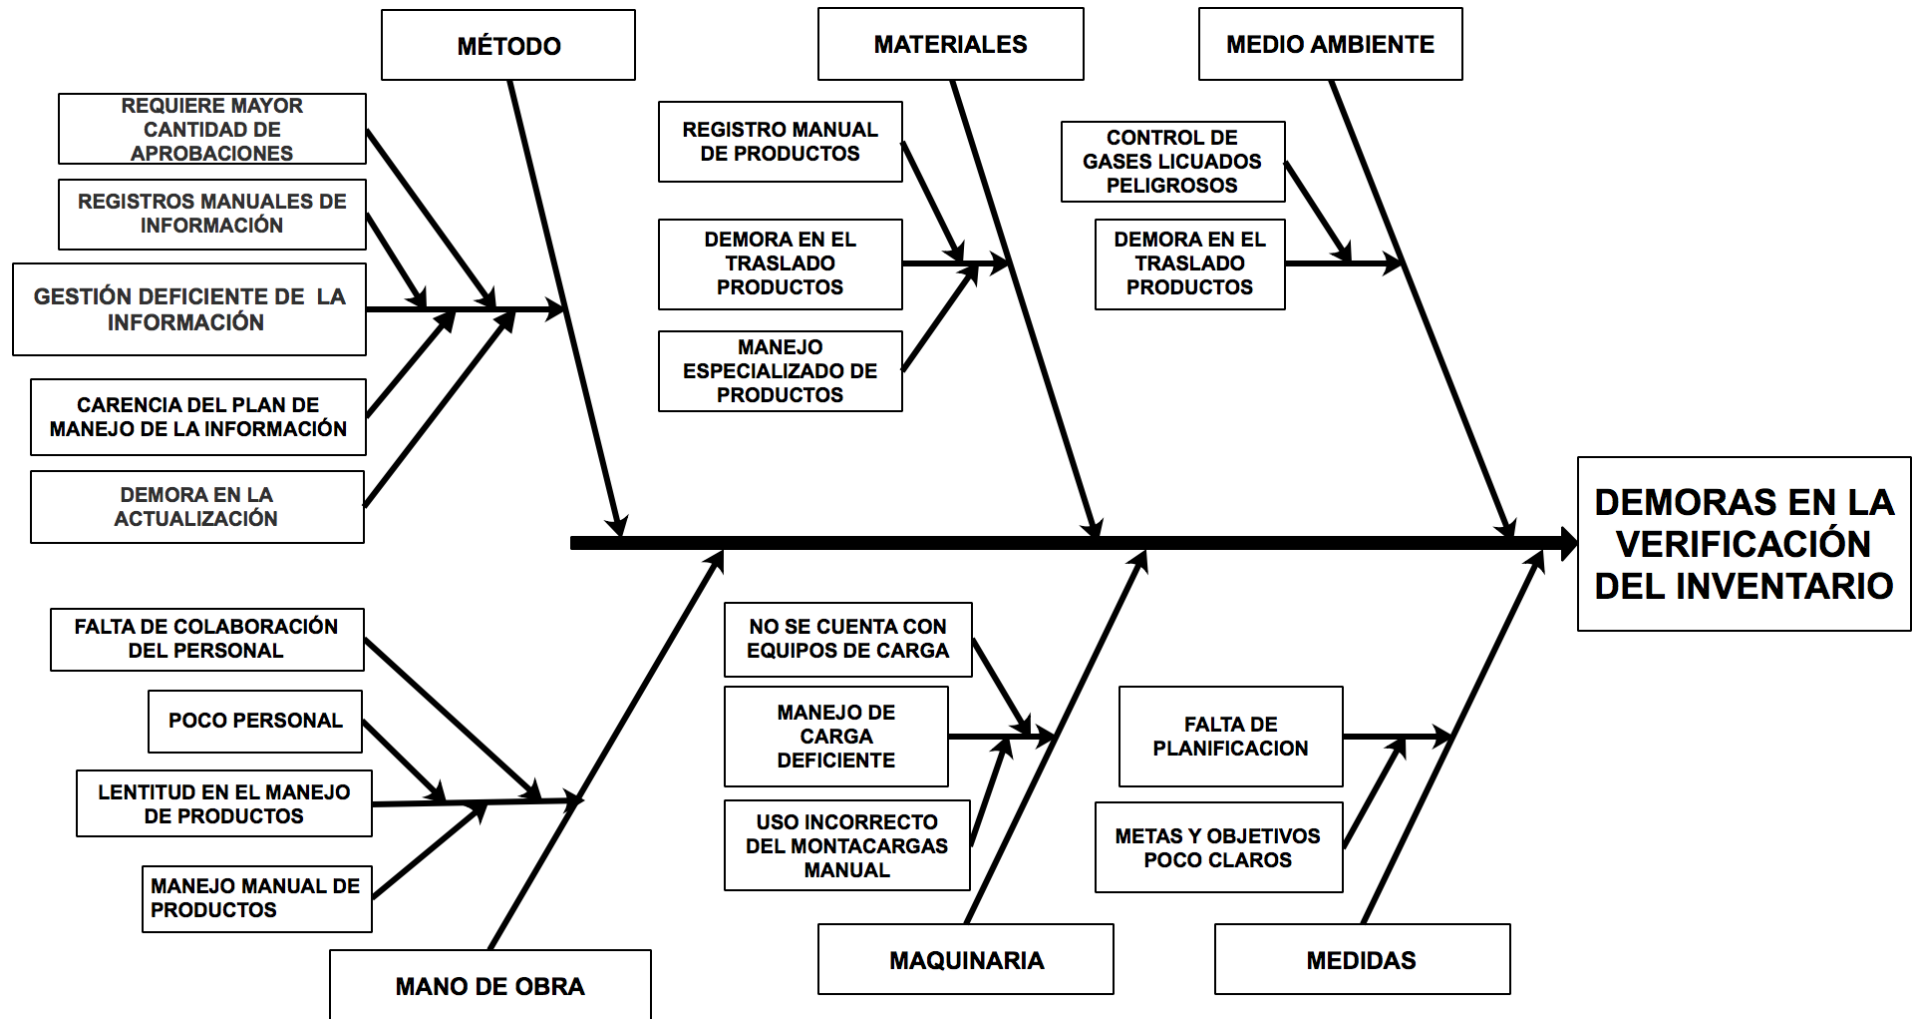 MÉTODO
MATERIALES
MEDIO AMBIENTE
REQUIERE MAYOR
CANTIDAD DE
APROBACIONES
REGISTROS MANUALES DE
INFORMACIÓN
GESTIÓN DEFICIENTE DE LA
INFORMACIÓN
CARENCIA DEL PLAN DE
MANEJO DE LA INFORMACIÓN
DEMORA EN LA
ACTUALIZACIÓN
REGISTRO MANUAL
DE PRODUCTOS
DEMORA EN EL
TRASLADO
PRODUCTOS
MANEJO
ESPECIALIZADO DE
PRODUCTOS
CONTROL DE
GASES LICUADOS
PELIGROSOS
DEMORA EN EL
TRASLADO
PRODUCTOS
DEMORAS EN LA
VERIFICACIÓN
DEL INVENTARIO
FALTA DE COLABORACIÓN
DEL PERSONAL
POCO PERSONAL
LENTITUD EN EL MANEJO
DE PRODUCTOS
MANEJO MANUAL DE
PRODUCTOS
NO SE CUENTA CON
EQUIPOS DE CARGA
MANEJO DE
CARGA
DEFICIENTE
USO INCORRECTO
DEL MONTACARGAS
MANUAL
FALTA DE
PLANIFICACION
METAS Y OBJETIVOS
POCO CLAROS
MANO DE OBRA
MAQUINARIA
MEDIDAS